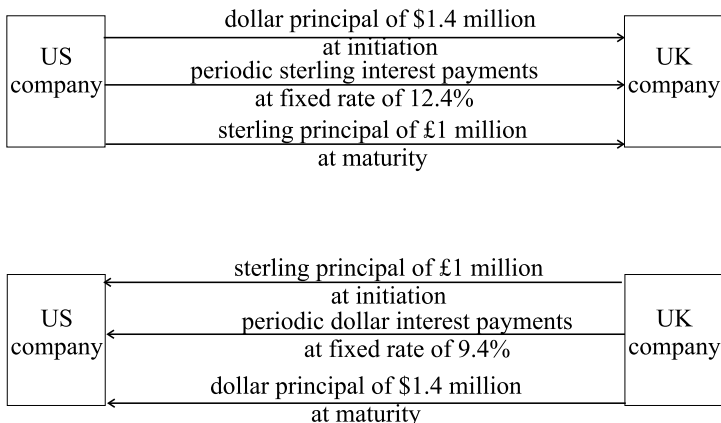 dollar principal of $1.4 million
at initiation
US
company
periodic sterling interest payments
at fixed rate of 12.4%
UK
company
sterling principal of £1 million
at maturity
sterling principal of £1 million
at initiation
US
company
periodic dollar interest payments
at fixed rate of 9.4%
UK
company
dollar principal of $1.4 million
at maturity